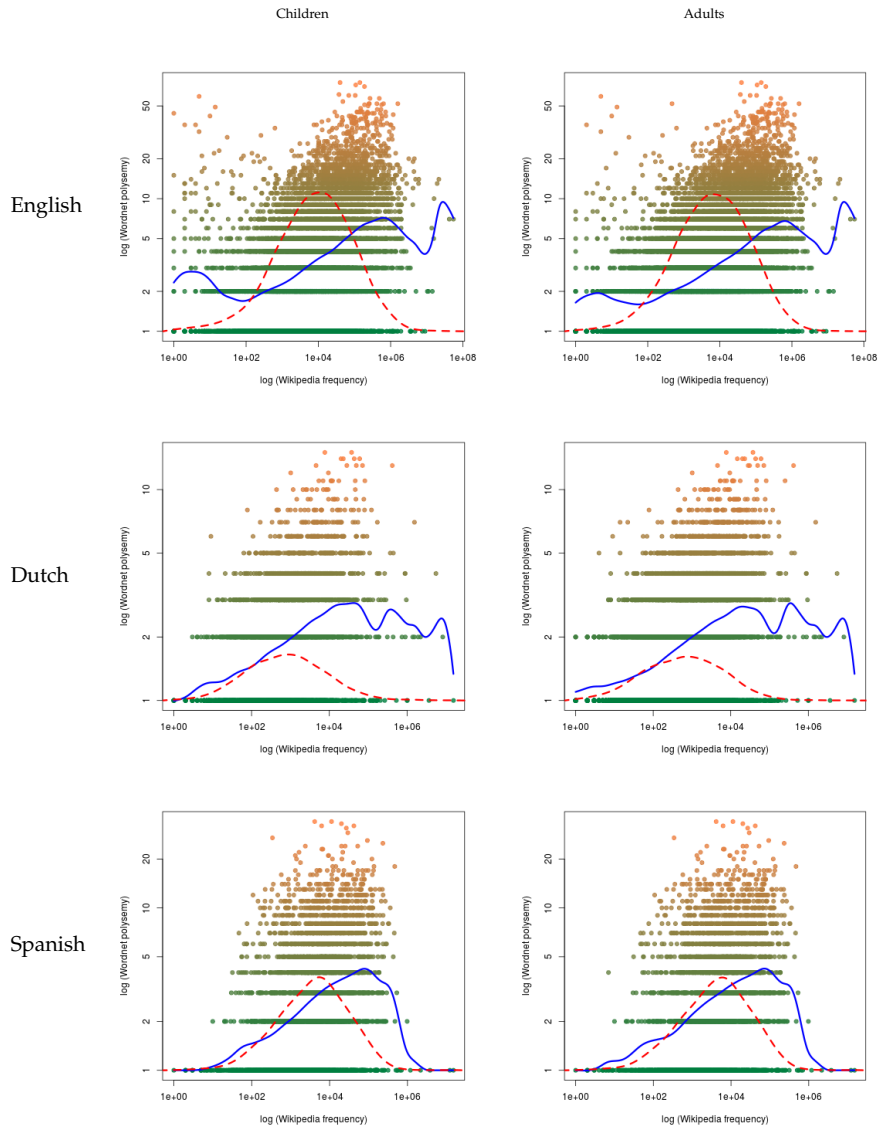 Children Adults
English
log (Wordnet polysemy)
50
20
10
5
2
1
1e+00 1e+02 1e+04 1e+06 1e+08
log (Wikipedia frequency)
log (Wordnet polysemy)
50
20
10
5
2
1
1e+00 1e+02 1e+04 1e+06 1e+08
log (Wikipedia frequency)
Dutch
log (Wordnet polysemy)
10
5
2
1
1e+00 1e+02 1e+04 1e+06
log (Wikipedia frequency)
log (Wordnet polysemy)
10
5
2
1
1e+00 1e+02 1e+04 1e+06
log (Wikipedia frequency)
Spanish
log (Wordnet polysemy)
20
10
5
2
1
1e+00 1e+02 1e+04 1e+06
log (Wikipedia frequency)
log (Wordnet polysemy)
20
10
5
2
1
1e+00 1e+02 1e+04 1e+06
log (Wikipedia frequency)